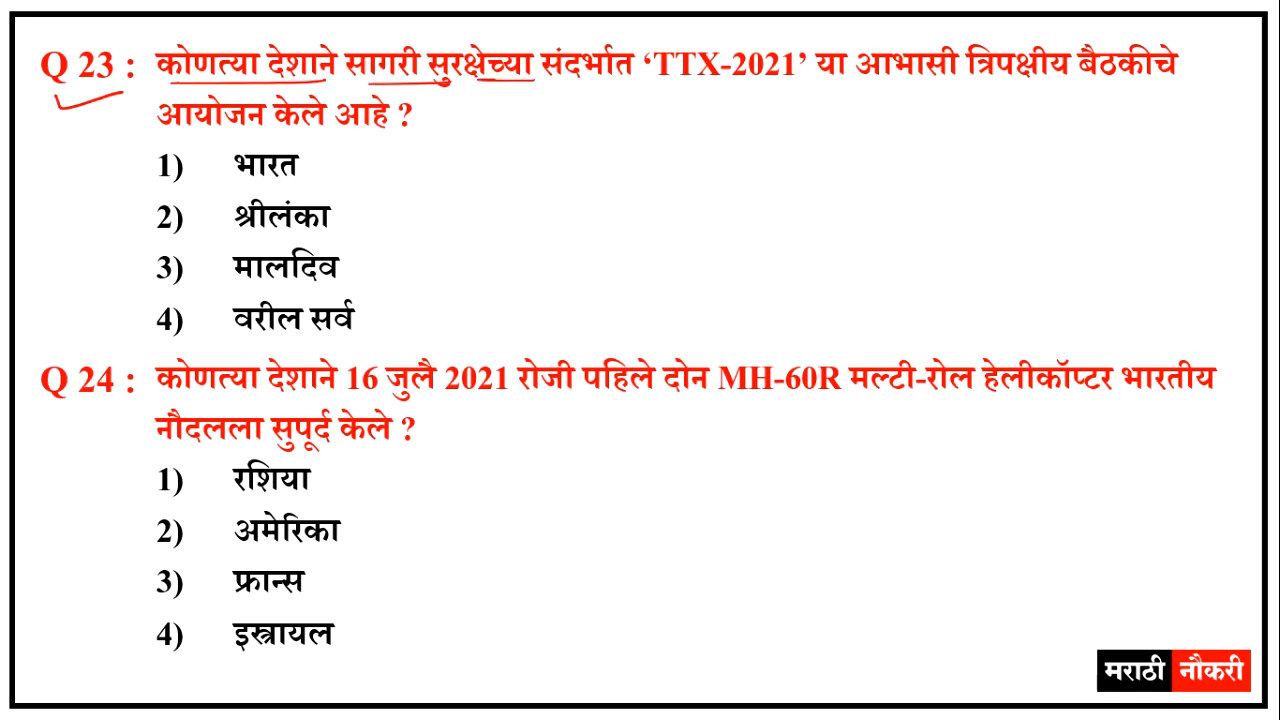 Q 23 : कोणत्या देशाने सागरी सुरक्षेच्या संदर्भात ‘TTX-2021’ या आभासी त्रिपक्षीय बैठकीचे
आयोजन केले आहे ?
1) भारत
2) श्रीलंका
3) मालदिव
4) वरील सर्व
Q 24 : कोणत्या देशाने 16 जुलै 2021 रोजी पहिले दोन MH-60R मल्टी-रोल हेलीकॉप्टर भारतीय
नौदलला सुपूर्द केले ?
1) रशिया
2) अमेरिका
3) फ्रान्स
4) इस्त्रायल
मराठी नौकरी